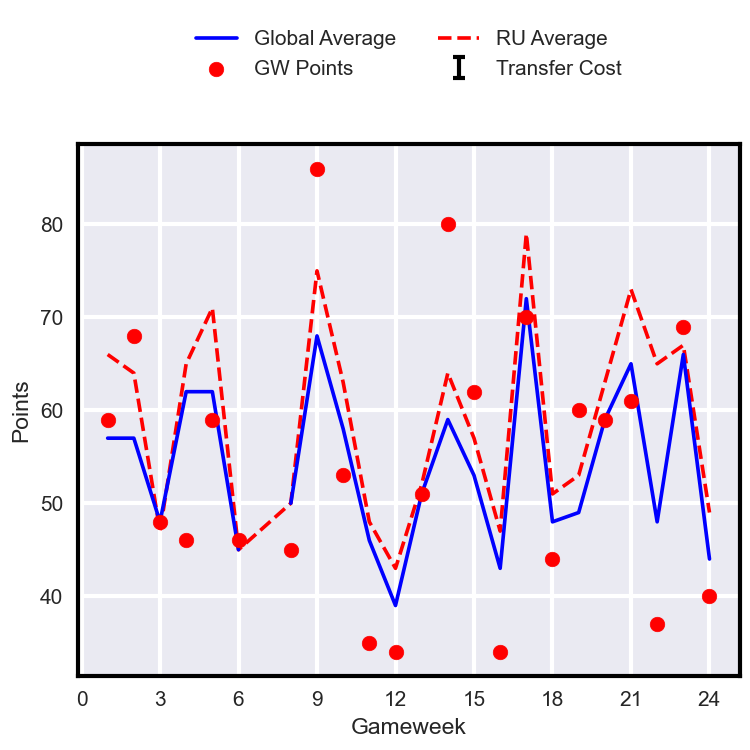 Global Average RU Average
GW Points Transfer Cost
Points
80
70
60
50
40
0 3 6 9 12 15 18 21 24
Gameweek